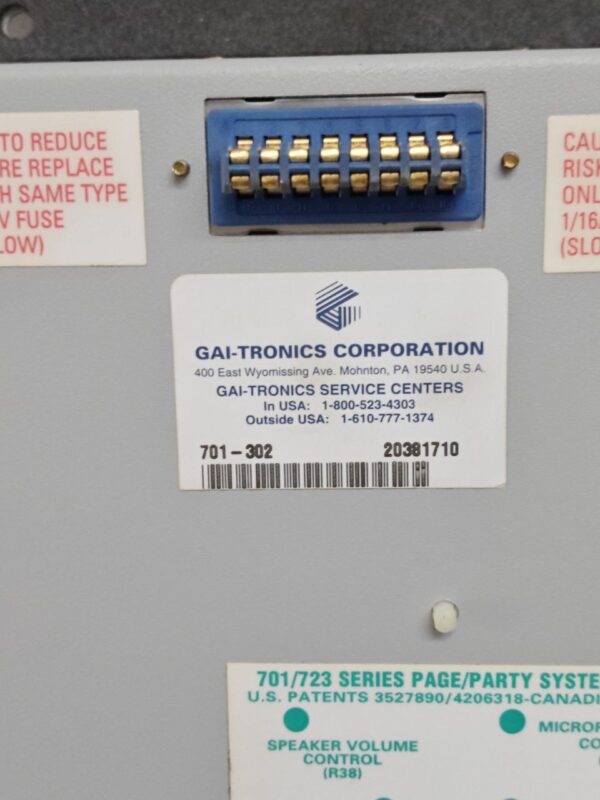 TO REDUCE
RE REPLACE
H SAME TYPE
V FUSE
LOW)
CAU
RISK
ONL
1/16
(SLO
GAI-TRONICS CORPORATION
400 East Wyomissing Ave. Mohnton, PA 19540 U.S.A.
GAI-TRONICS SERVICE CENTERS
In USA: 1-800-523-4303
Outside USA: 1-610-777-1374
701-302 20381710
701/723 SERIES PAGE/PARTY SYSTE
U.S. PATENTS 3527890/4206318-CANADI
SPEAKER VOLUME
CONTROL
(R38)
MICROP
CO